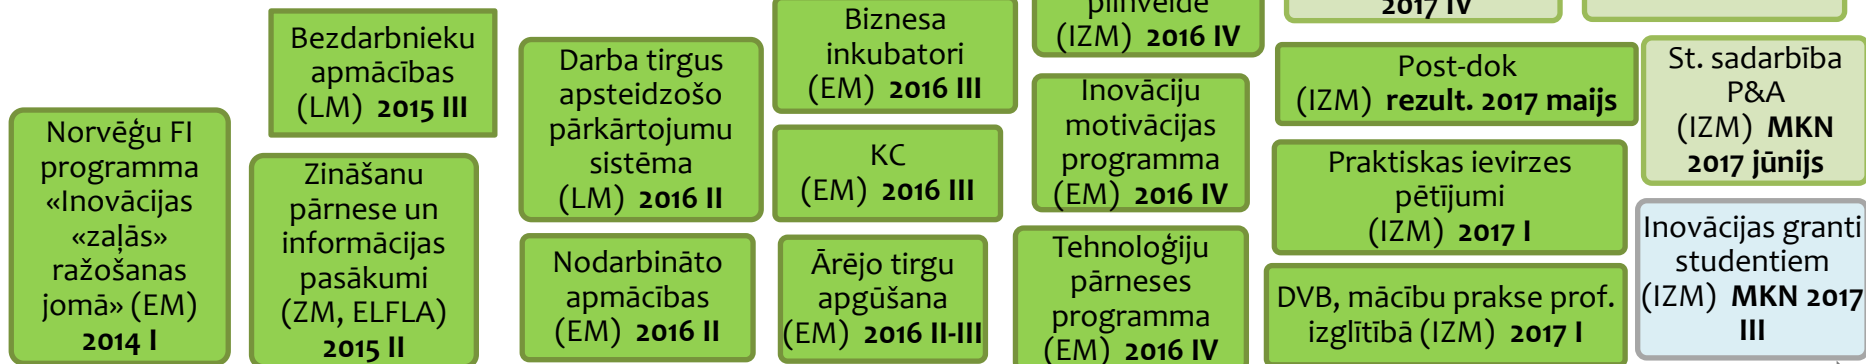 Norvēģu FI
programma
«Inovācijas
«zaļās»
ražošanas
jomā» (EM)
2014 I
Bezdarbnieku
apmācības
(LM) 2015 III
Zināšanu
pārnese un
informācijas
pasākumi
(ZM, ELFLA)
2015 II
Darba tirgus
apsteidzošo
pārkārtojumu
sistēma
(LM) 2016 II
Nodarbināto
apmācības
(EM) 2016 II
Biznesa
inkubatori
(EM) 2016 III
KC
(EM) 2016 III
Ārējo tirgu
apgūšana
(EM) 2016 II-III
pilnveide
(IZM) 2016 IV
Inovāciju
motivācijas
programma
(EM) 2016 IV
Tehnoloģiju
pārneses
programma
(EM) 2016 IV
2017 IV
Post-dok
(IZM) rezult. 2017 maijs
Praktiskas ievirzes
pētījumi
(IZM) 2017 I
DVB, mācību prakse prof.
izglītībā (IZM) 2017 I
St. sadarbība
P&A
(IZM) MKN
2017 jūnijs
Inovācijas granti
studentiem
(IZM) MKN 2017
III